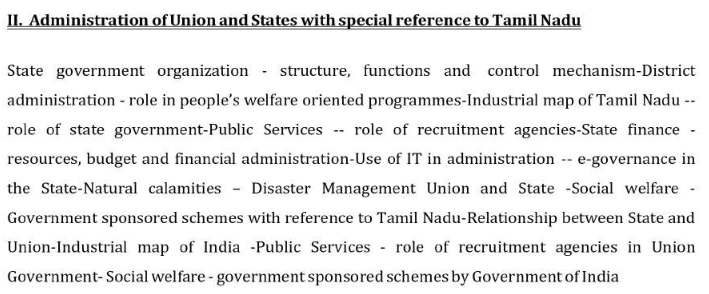 II. Administration of Union and States with special reference to Tamil Nadu
State government organization - structure, functions and control mechanism-District
administration - role in people's welfare oriented programmes-Industrial map of Tamil Nadu --
role of state government-Public Services -- role of recruitment agencies-State finance -
resources, budget and financial administration-Use of IT in administration -- e-governance in
the State-Natural calamities – Disaster Management Union and State -Social welfare -
Government sponsored schemes with reference to Tamil Nadu-Relationship between State and
Union-Industrial map of India -Public Services - role of recruitment agencies in Union
Government- Social welfare - government sponsored schemes by Government of India